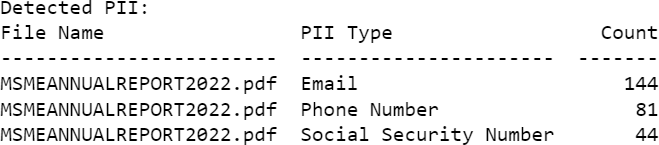 Detected PII:
File Name PII Type Count
------------------------ ---------------------- -------
MSMEANNUALREPORT2022.pdf Email 144
MSMEANNUALREPORT2022.pdf Phone Number 81
MSMEANNUALREPORT2022.pdf Social Security Number 44